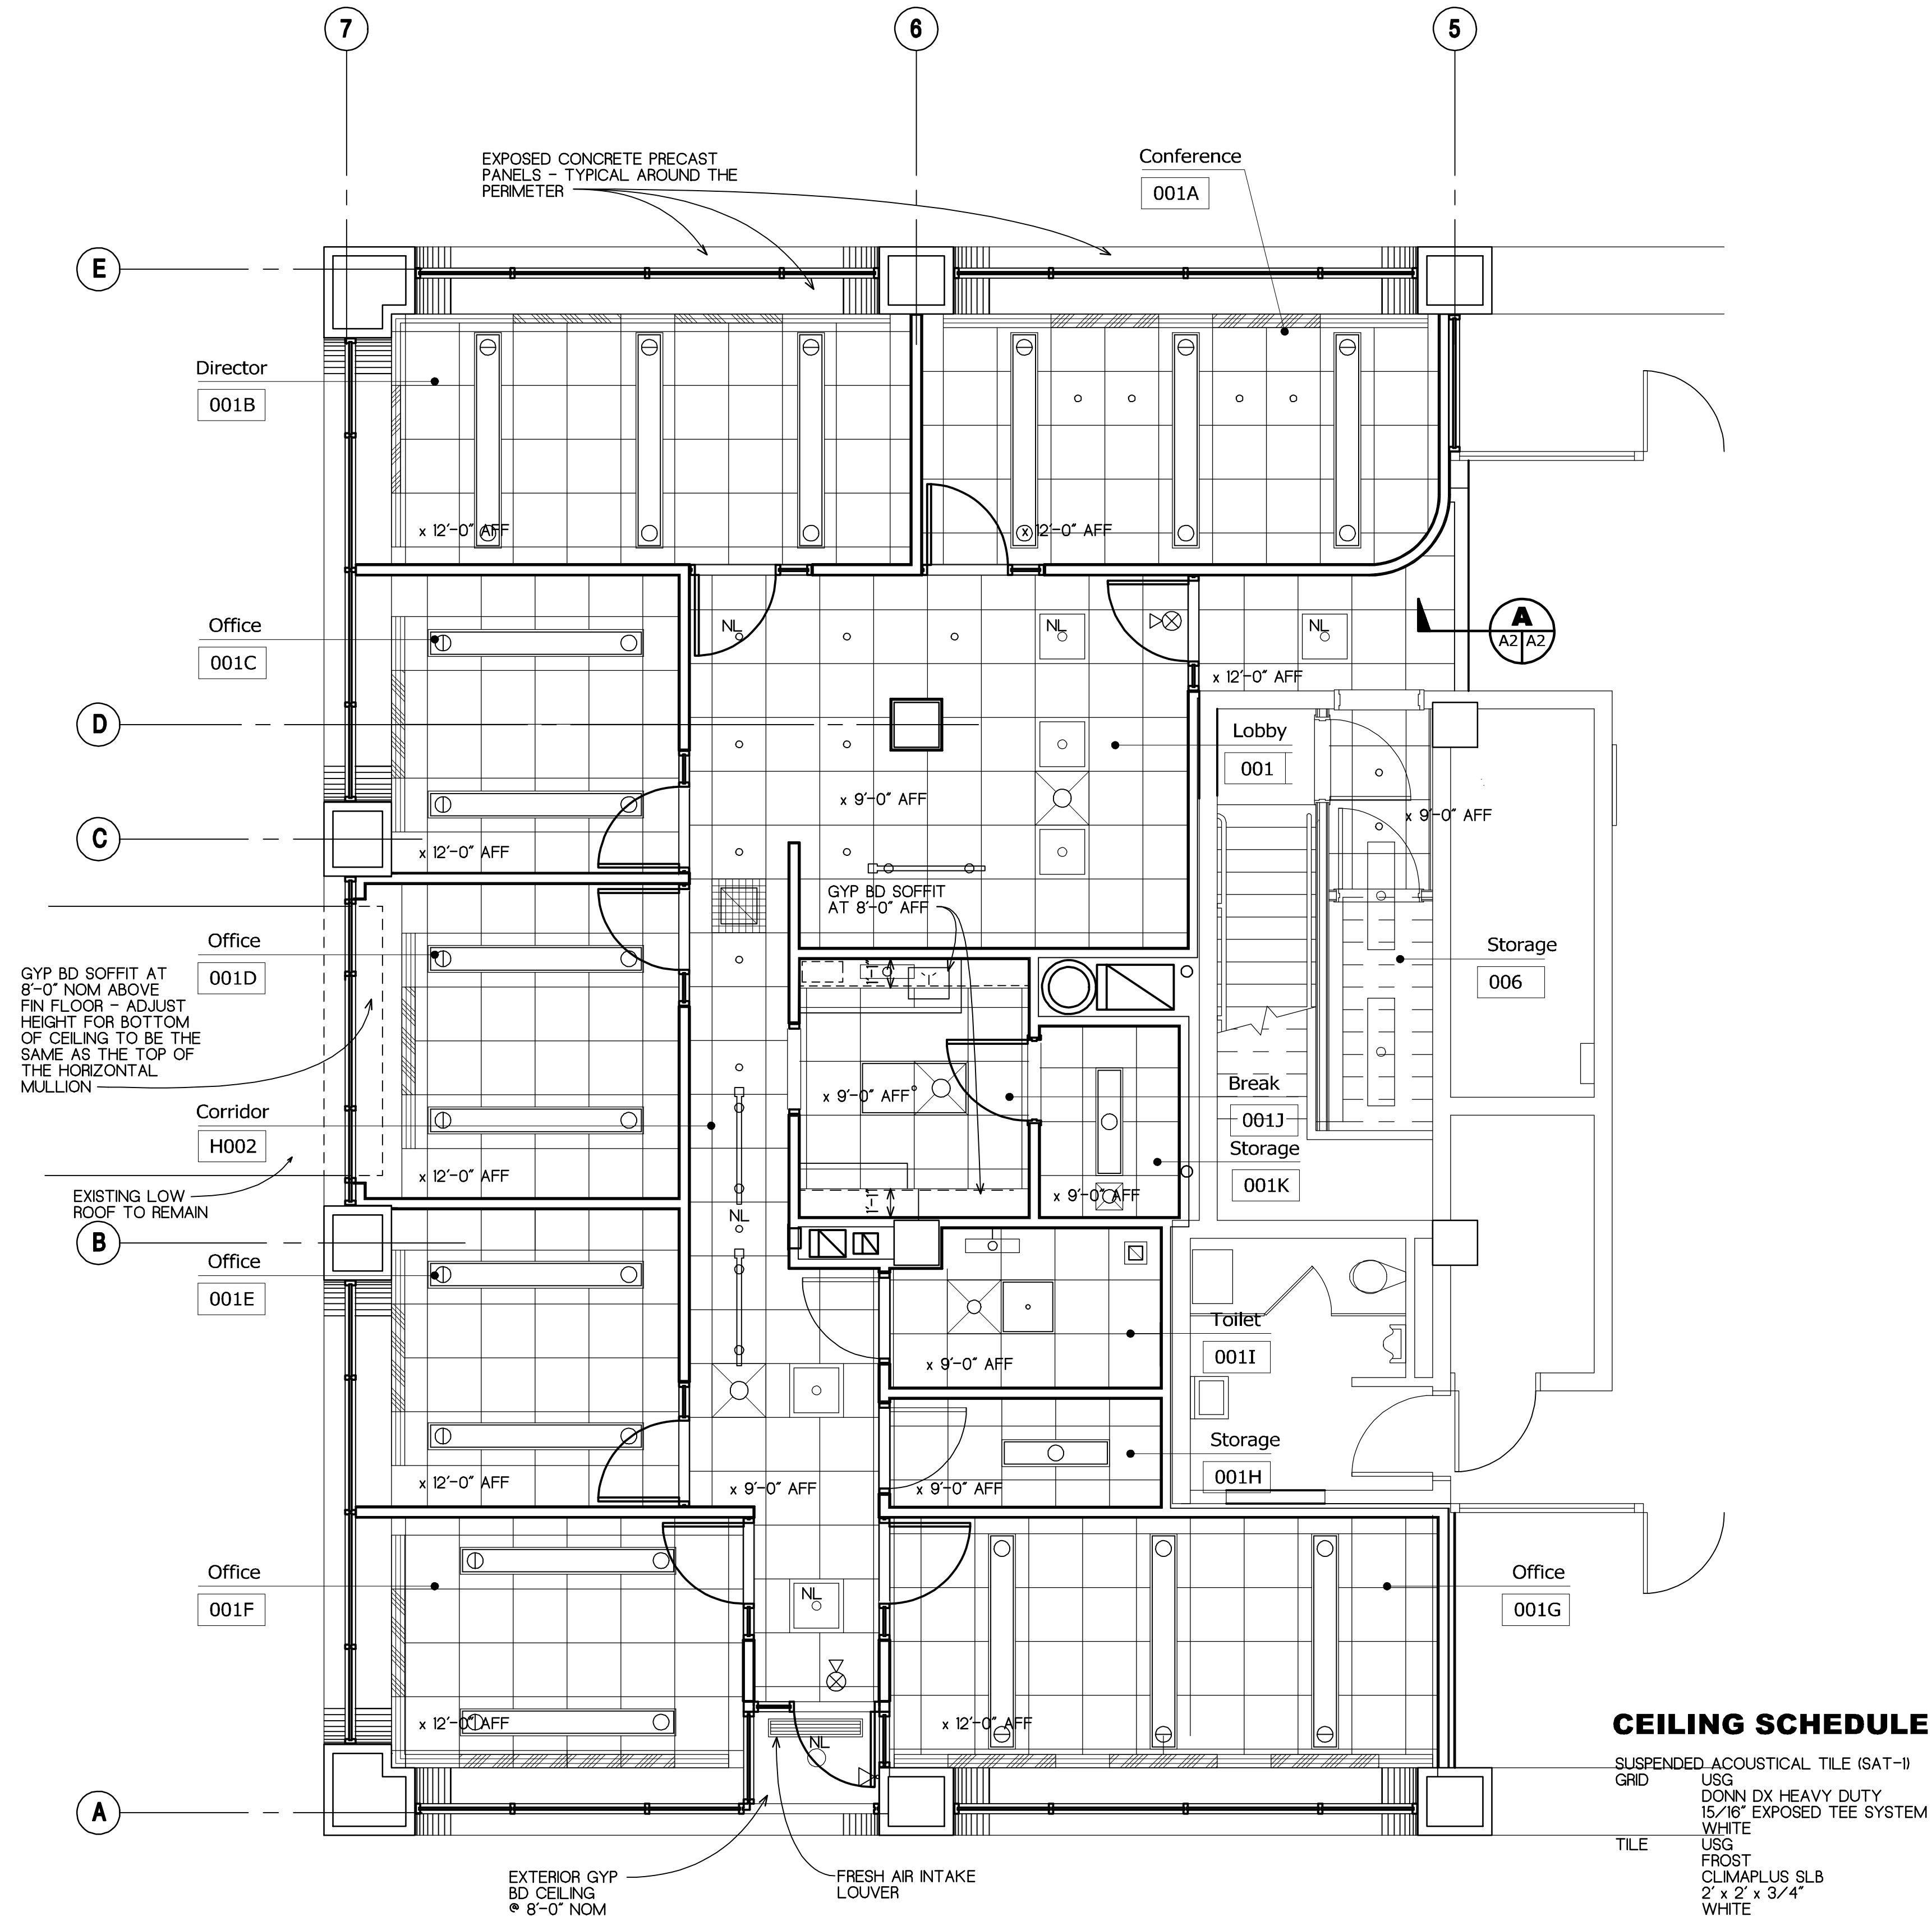 7
6
5
EXPOSED CONCRETE PRECAST
PANELS - TYPICAL AROUND THE
PERIMETER
Conference
001A
E
Director
001B
x 12'-0" AFF
x 12'-0" AFF
Office
001C
NL
NL
NL
A
A2 A2
x 12'-0" AFF
D
Lobby
001
x 9'-0" AFF
x 9'-0" AFF
C
x 12'-0" AFF
GYP BD SOFFIT
AT 8'-0" AFF
Office
001D
Storage
006
GYP BD SOFFIT AT
8'-0" NOM ABOVE
FIN FLOOR - ADJUST
HEIGHT FOR BOTTOM
OF CEILING TO BE THE
SAME AS THE TOP OF
THE HORIZONTAL
MULLION
1'-1"
x 9'-0" AFF
Break
001J
Corridor
H002
Storage
001K
x 12'-0" AFF
x 9'-0" AFF
1'-1"
EXISTING LOW
ROOF TO REMAIN
NL
B
Office
001E
Toilet
001I
x 9'-0" AFF
Storage
001H
x 12'-0" AFF
x 9'-0" AFF
x 9'-0" AFF
Office
001F
NL
Office
001G
x 12'-0" AFF
x 12'-0" AFF
NL
A
EXTERIOR GYP
BD CEILING
@ 8'-0" NOM
FRESH AIR INTAKE
LOUVER
CEILING SCHEDULE
SUSPENDED ACOUSTICAL TILE (SAT-1)
GRID USG
DONN DX HEAVY DUTY
15/16" EXPOSED TEE SYSTEM
WHITE
TILE USG
FROST
CLIMAPLUS SLB
2' x 2' x 3/4"
WHITE